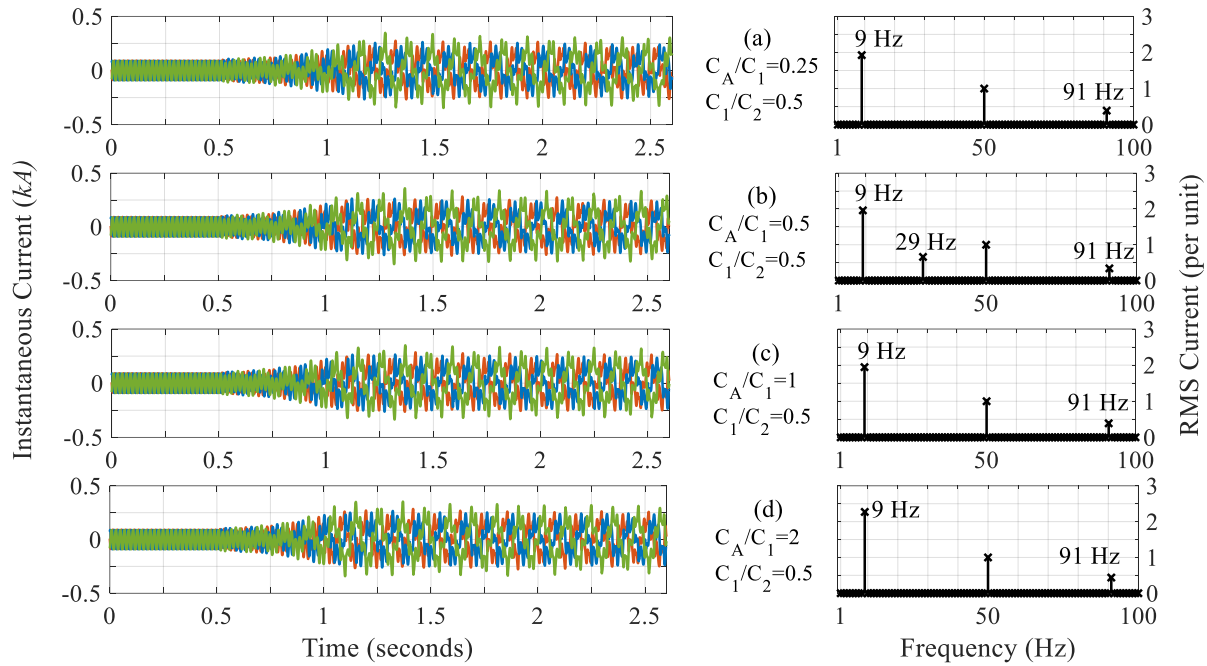 0.5
0
-0.5
0 0.5 1 1.5 2 2.5
(a)
C_A/C_1=0.25
C_1/C_2=0.5
9 Hz
91 Hz
3
2
1
0
1 50 100
0.5
0
-0.5
0 0.5 1 1.5 2 2.5
(b)
C_A/C_1=0.5
C_1/C_2=0.5
9 Hz
29 Hz
91 Hz
3
2
1
0
1 50 100
0.5
0
-0.5
0 0.5 1 1.5 2 2.5
(c)
C_A/C_1=1
C_1/C_2=0.5
9 Hz
91 Hz
3
2
1
0
1 50 100
0.5
0
-0.5
0 0.5 1 1.5 2 2.5
(d)
C_A/C_1=2
C_1/C_2=0.5
9 Hz
91 Hz
3
2
1
0
1 50 100
Instantaneous Current (kA)
Time (seconds)
Frequency (Hz)
RMS Current (per unit)